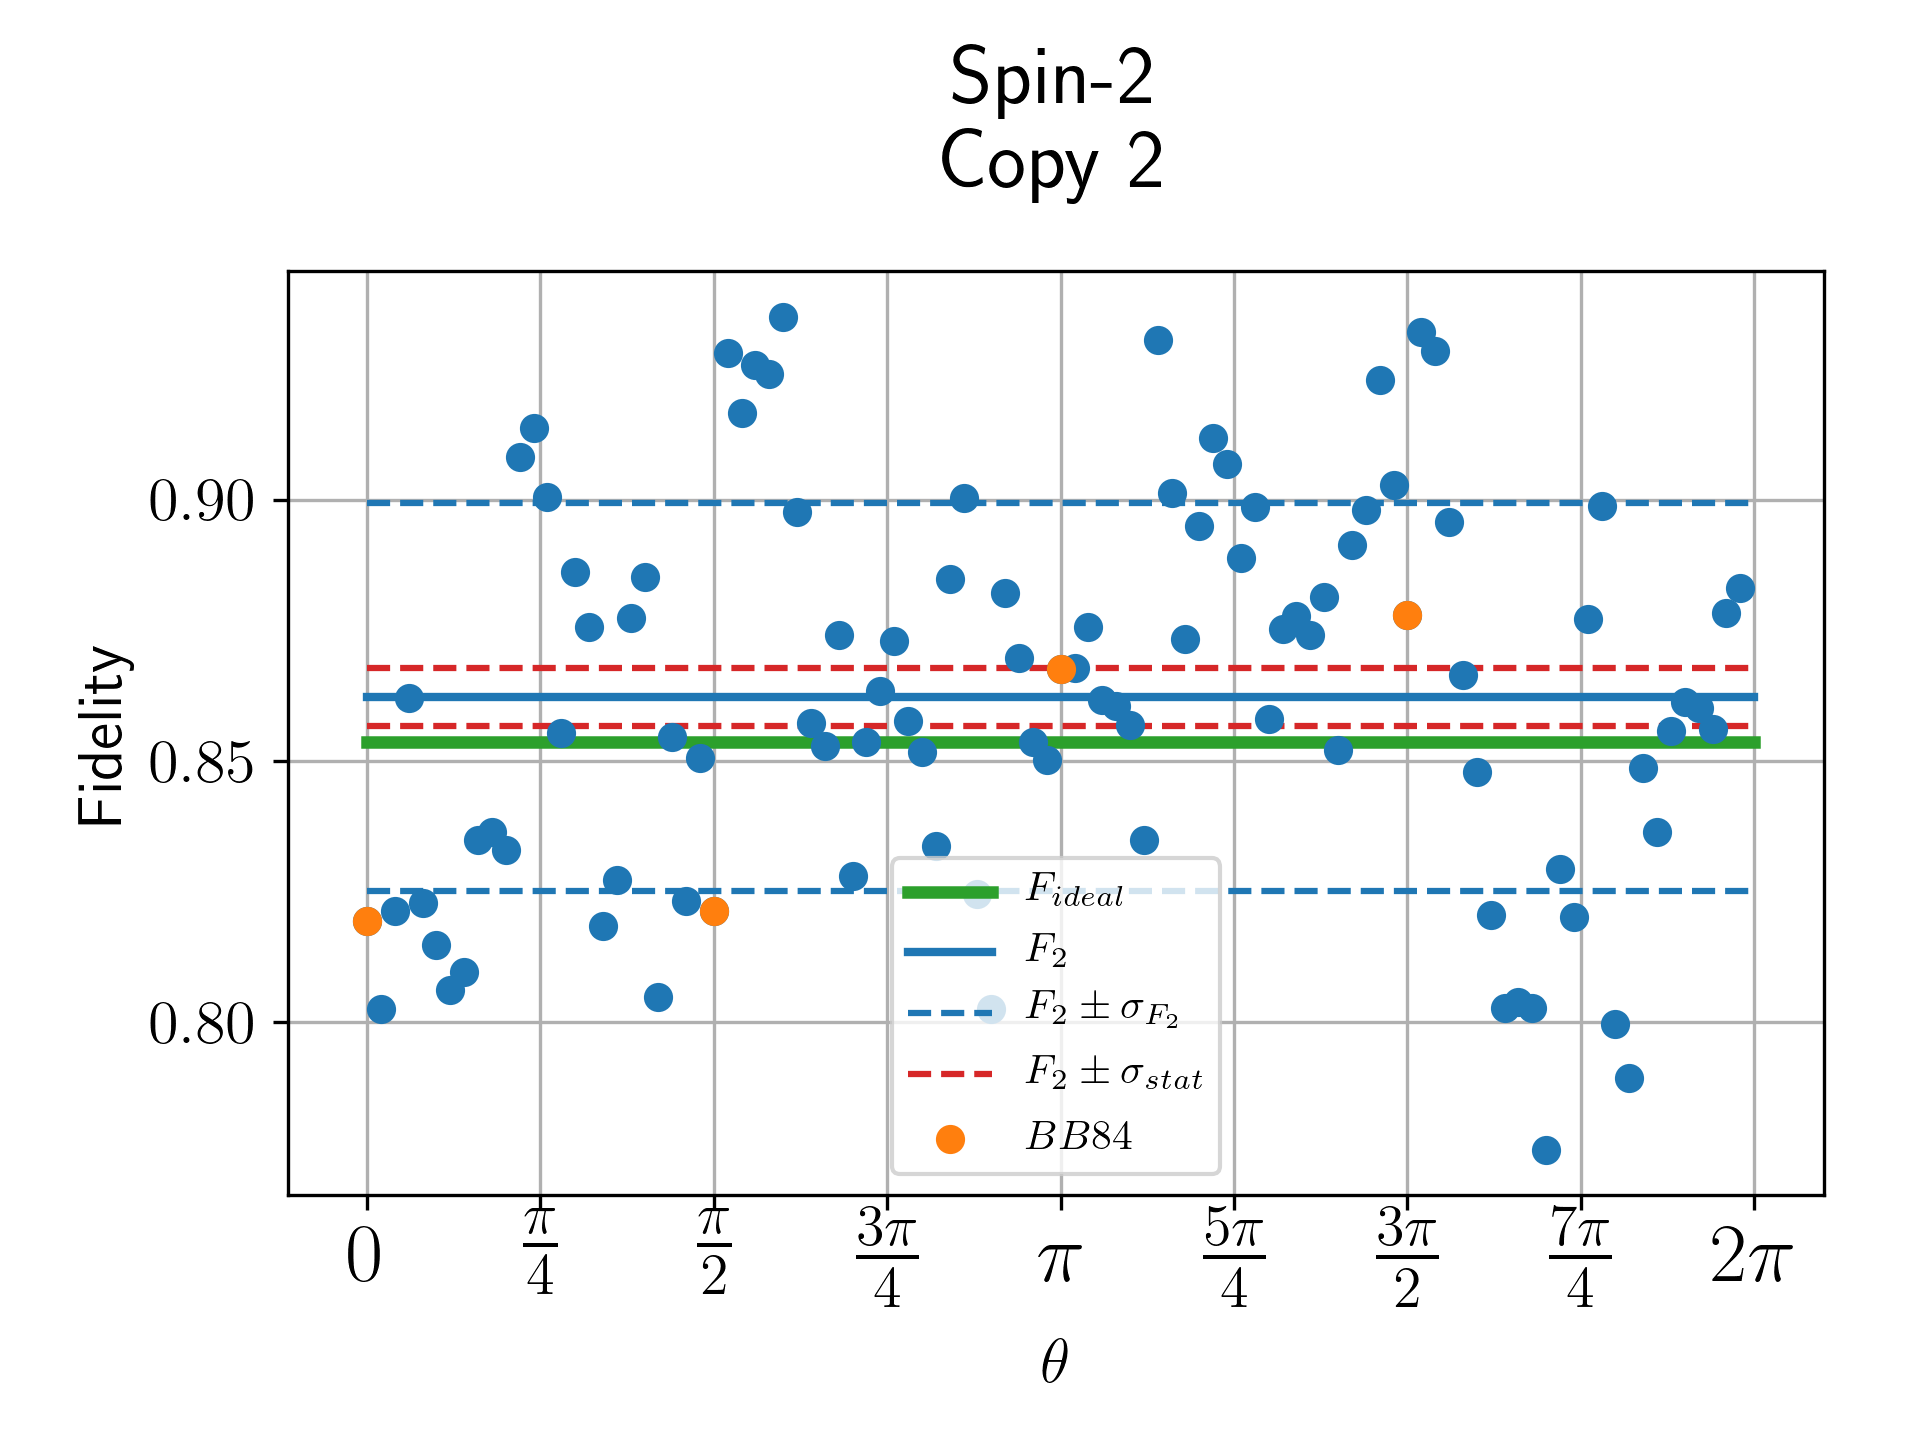 Spin-2
Copy 2
Fidelity
0.90
0.85
0.80
F_{ideal}
F_2
F_2 ± σ_{F_2}
F_2 ± σ_{stat}
BB84
0 π/4 π/2 3π/4 π 5π/4 3π/2 7π/4 2π
θ